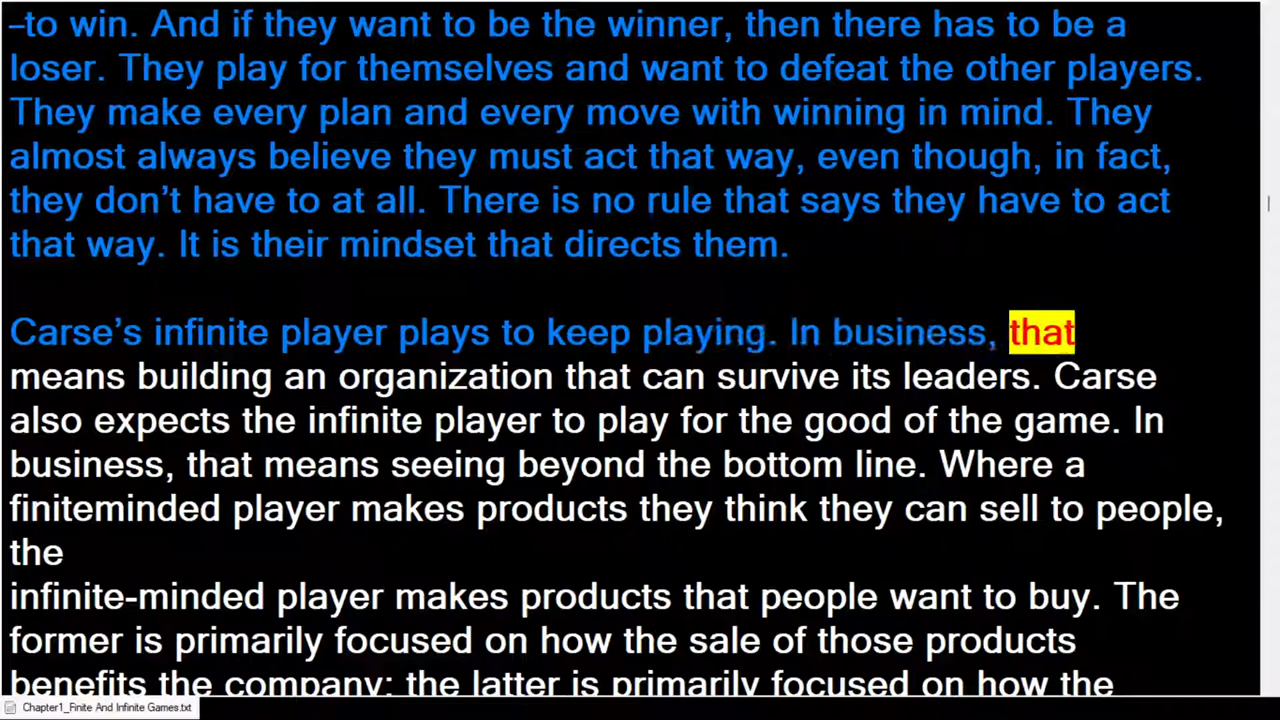 –to win. And if they want to be the winner, then there has to be a
loser. They play for themselves and want to defeat the other players.
They make every plan and every move with winning in mind. They
almost always believe they must act that way, even though, in fact,
they don’t have to at all. There is no rule that says they have to act
that way. It is their mindset that directs them.
Carse’s infinite player plays to keep playing. In business, that
means building an organization that can survive its leaders. Carse
also expects the infinite player to play for the good of the game. In
business, that means seeing beyond the bottom line. Where a
finiteminded player makes products they think they can sell to people,
the
infinite-minded player makes products that people want to buy. The
former is primarily focused on how the sale of those products
benefits the company; the latter is primarily focused on how the
Chapter1_Finite And Infinite Games.txt